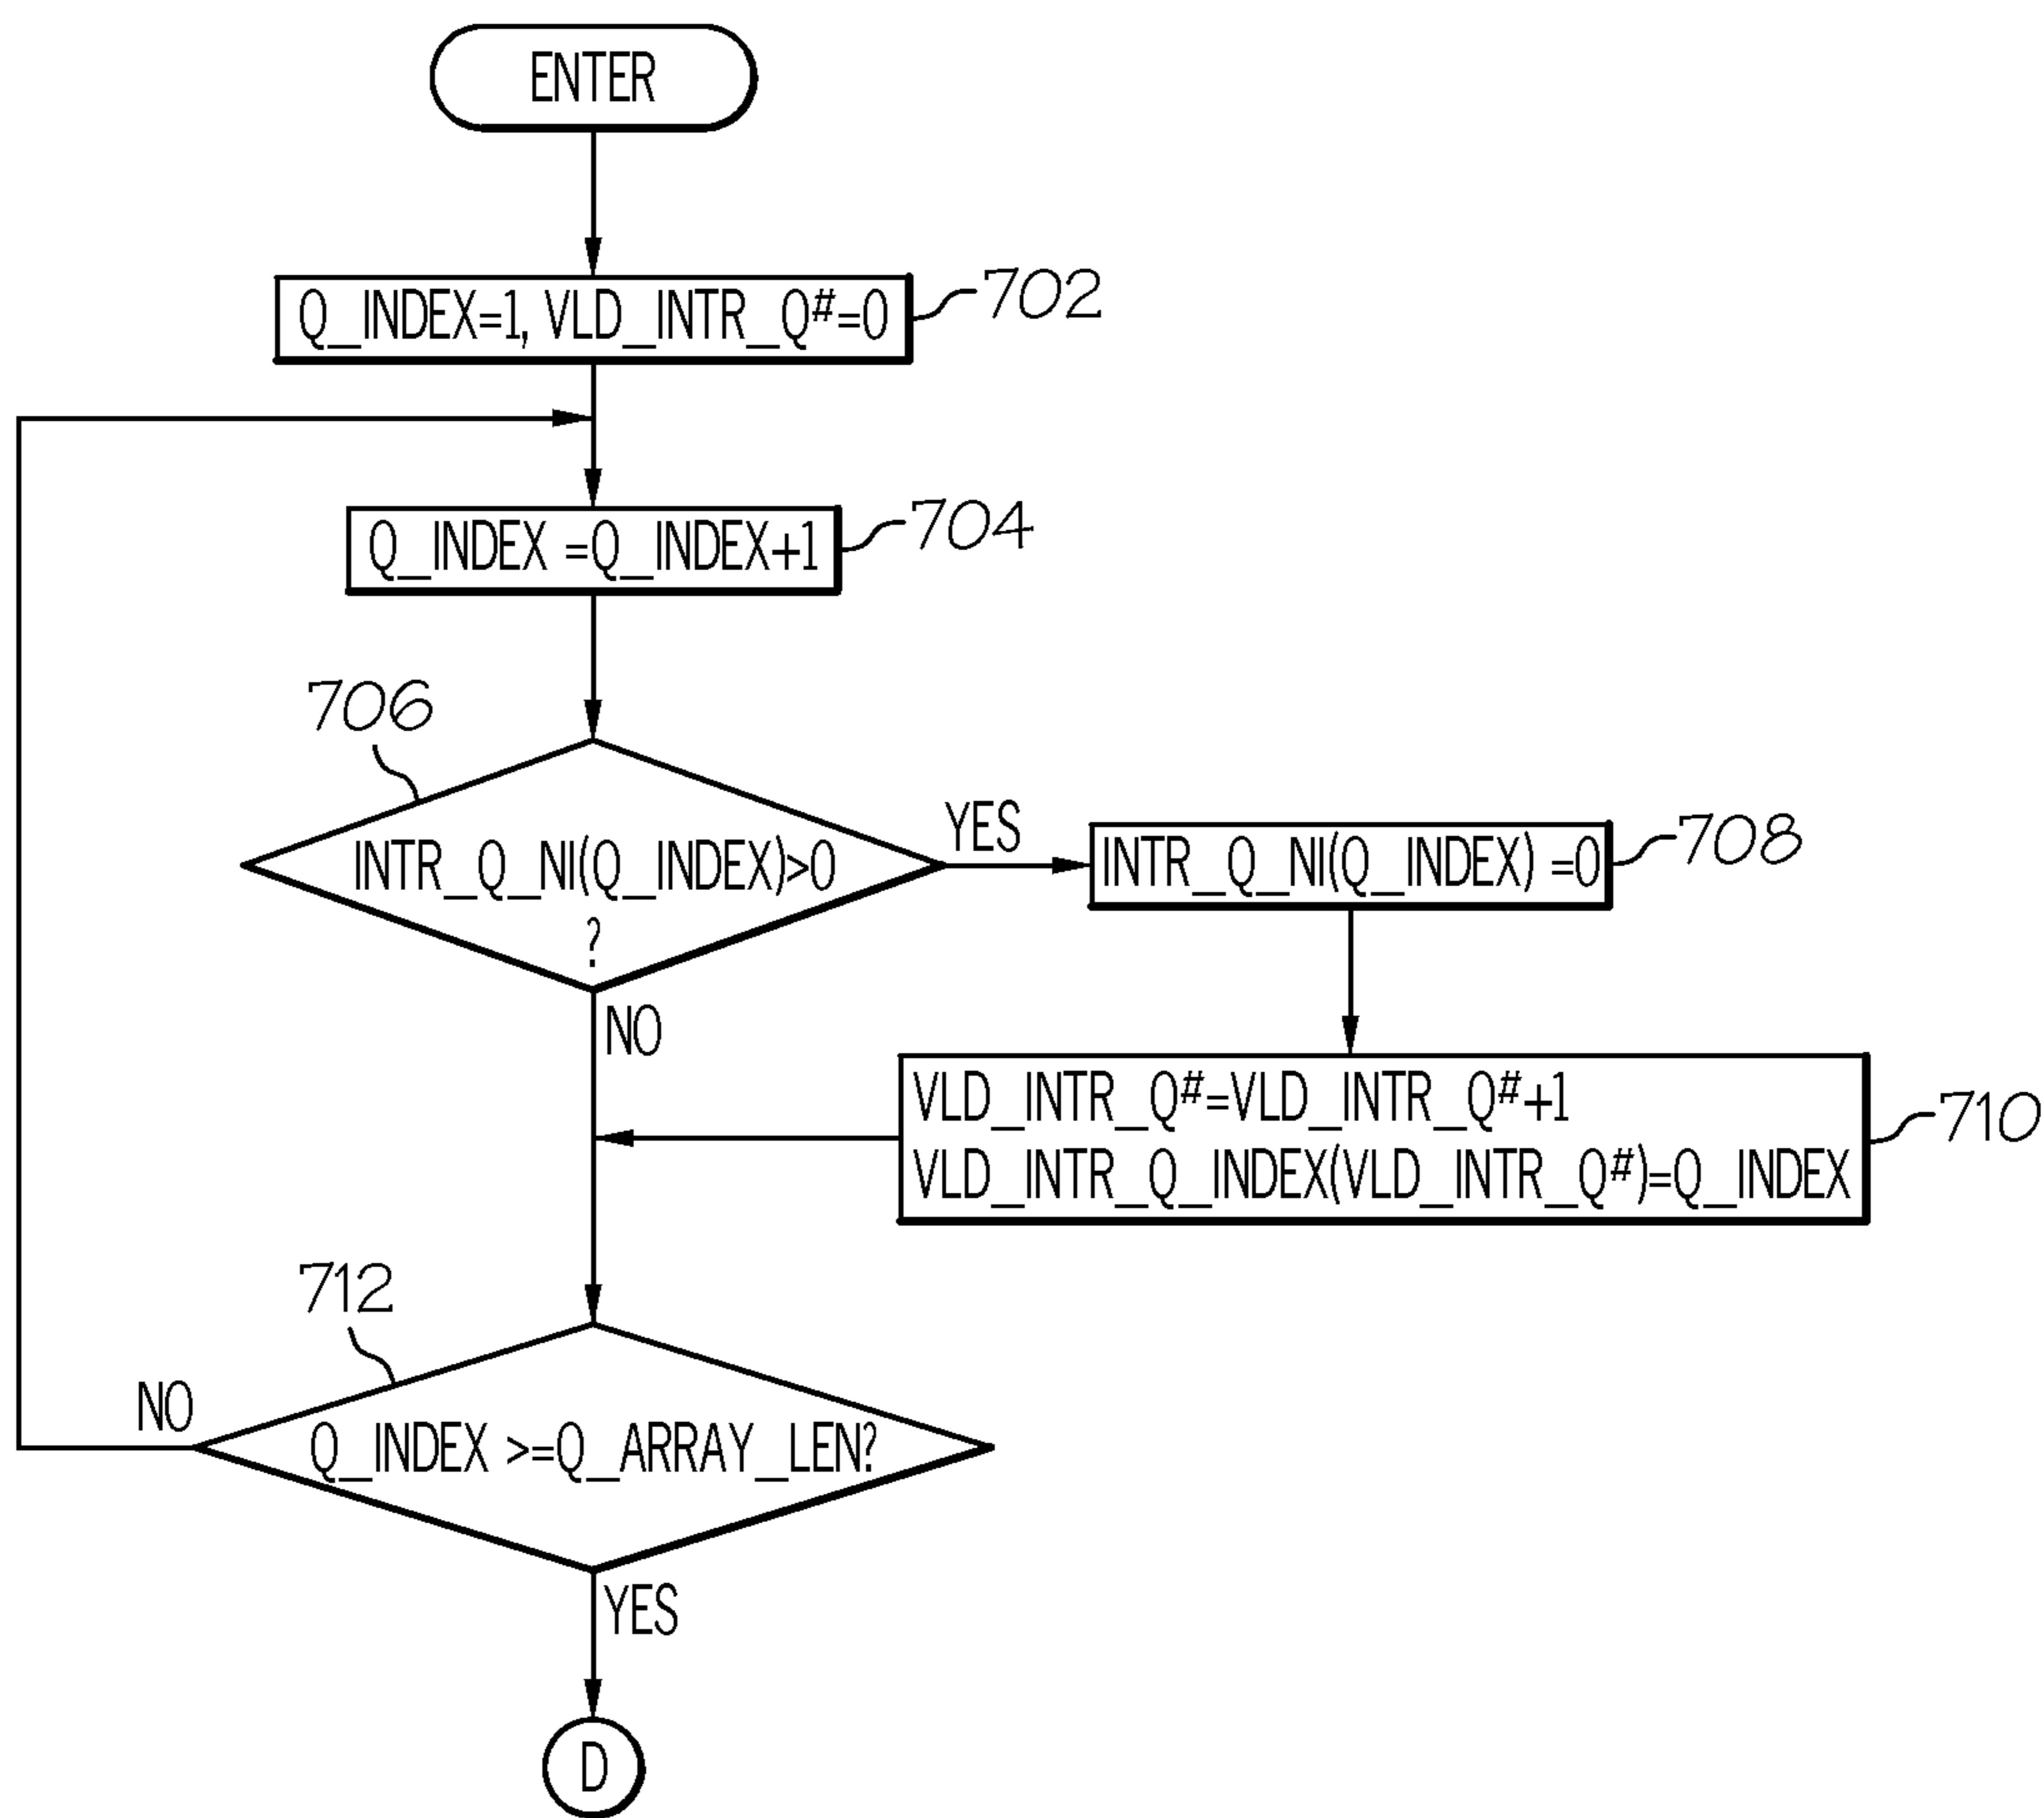 ENTER
Q_INDEX=1, VLD_INTR_Q#=0
702
Q_INDEX =Q_INDEX+1
704
706
INTR_Q_NI(Q_INDEX)>0
?
YES
INTR_Q_NI(Q_INDEX) =0
708
NO
VLD_INTR_Q#=VLD_INTR_Q#+1
VLD_INTR_Q_INDEX(VLD_INTR_Q#)=Q_INDEX
710
712
NO
Q_INDEX >=Q_ARRAY_LEN?
YES
D